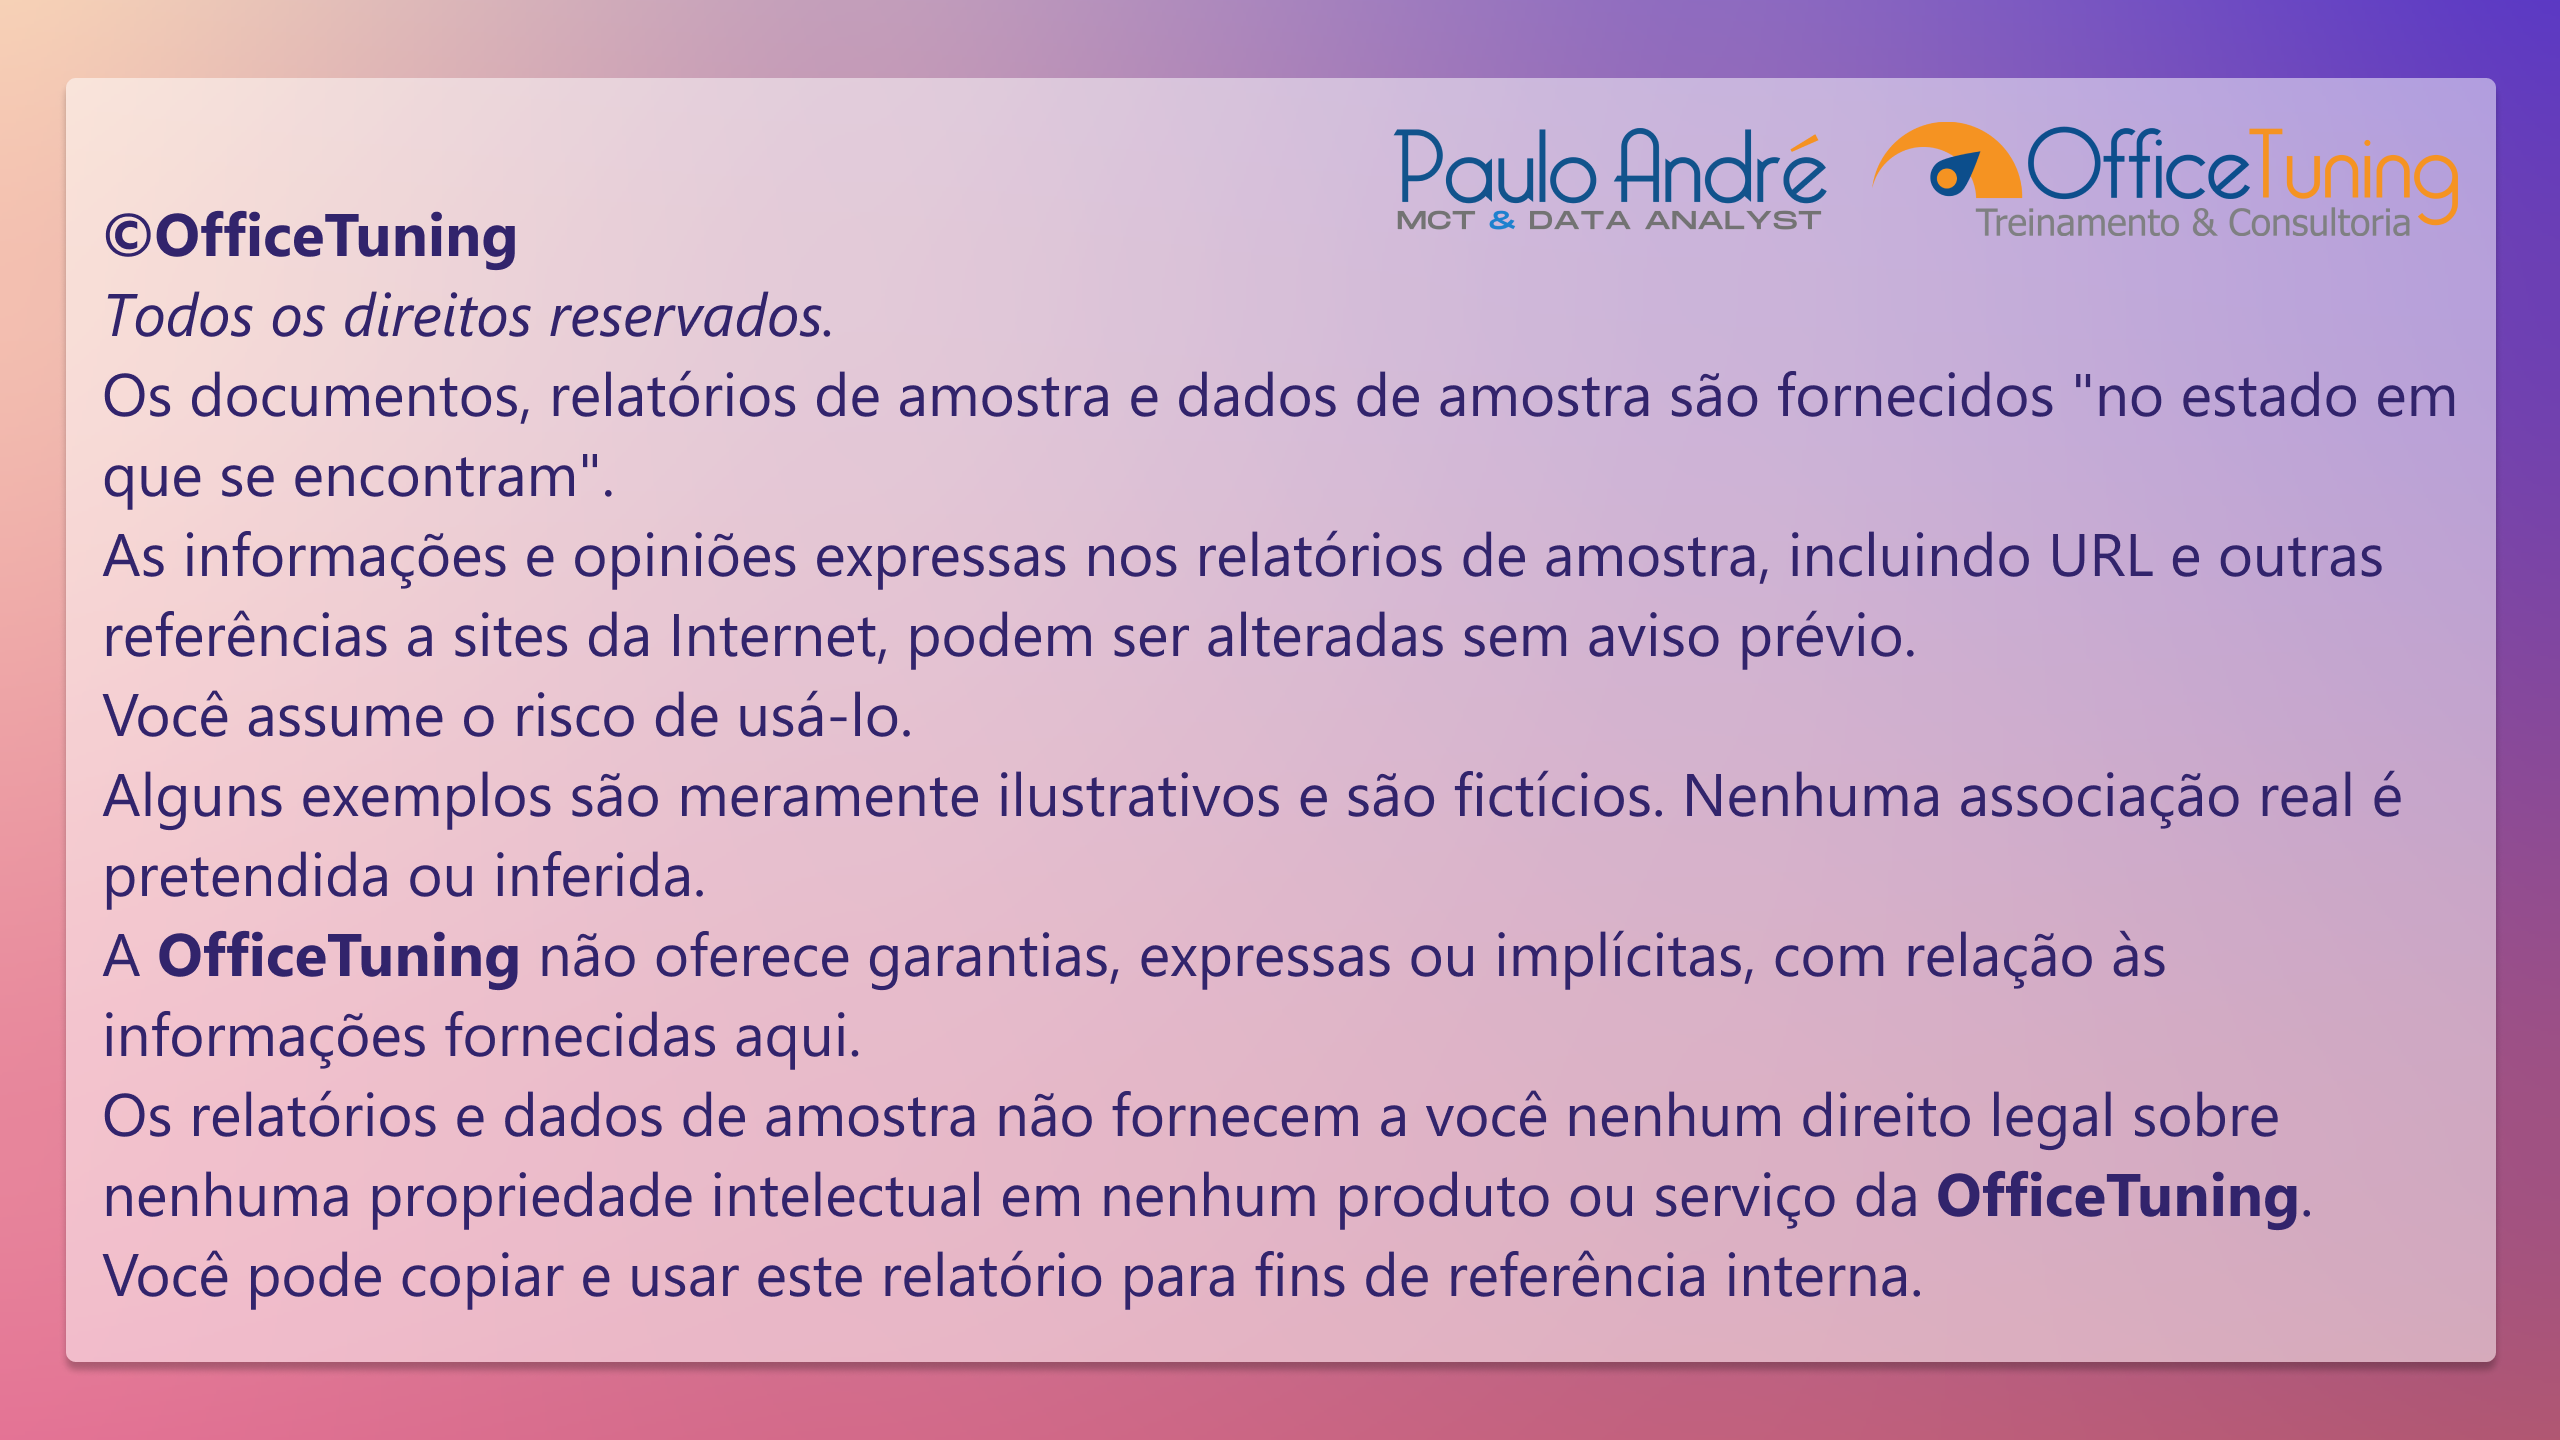 Paulo André
MCT & DATA ANALYST
OfficeTuning
Treinamento & Consultoria
©OfficeTuning
Todos os direitos reservados.
Os documentos, relatórios de amostra e dados de amostra são fornecidos "no estado em
que se encontram".
As informações e opiniões expressas nos relatórios de amostra, incluindo URL e outras
referências a sites da Internet, podem ser alteradas sem aviso prévio.
Você assume o risco de usá-lo.
Alguns exemplos são meramente ilustrativos e são fictícios. Nenhuma associação real é
pretendida ou inferida.
A OfficeTuning não oferece garantias, expressas ou implícitas, com relação às
informações fornecidas aqui.
Os relatórios e dados de amostra não fornecem a você nenhum direito legal sobre
nenhuma propriedade intelectual em nenhum produto ou serviço da OfficeTuning.
Você pode copiar e usar este relatório para fins de referência interna.